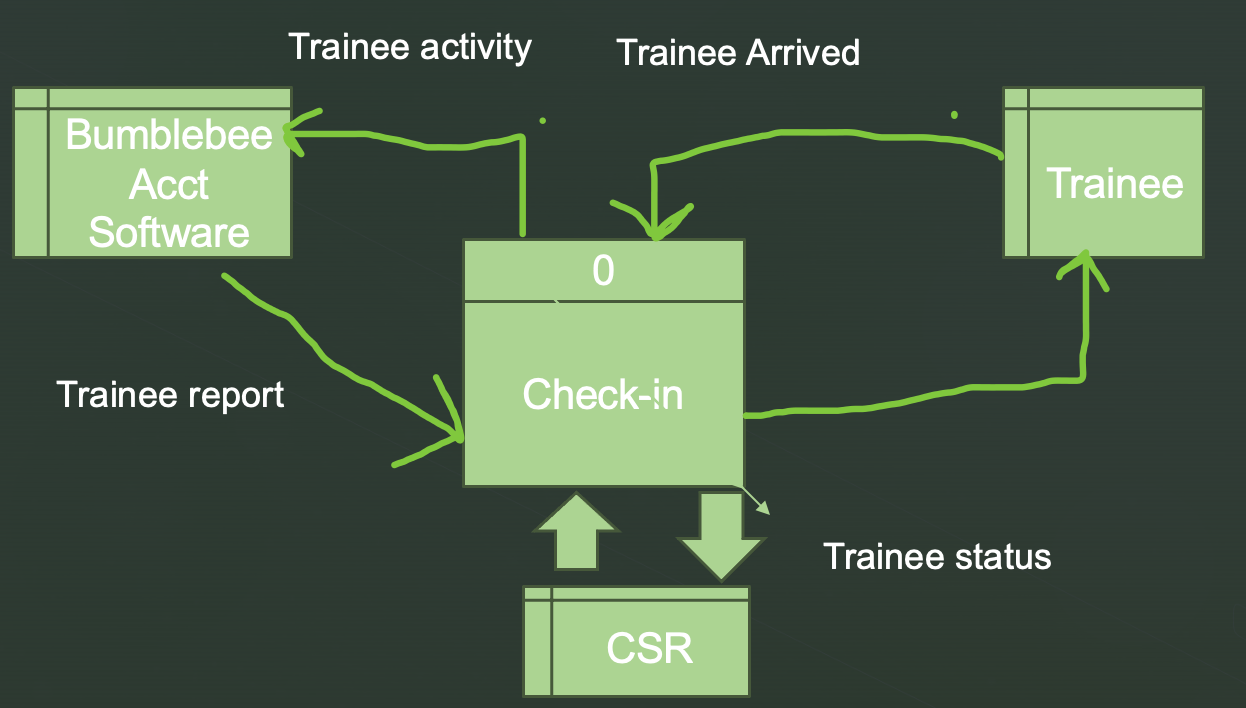 Trainee activity
Trainee Arrived
Bumblebee
Acct
Software
Trainee
0
Check-in
Trainee report
Trainee status
CSR